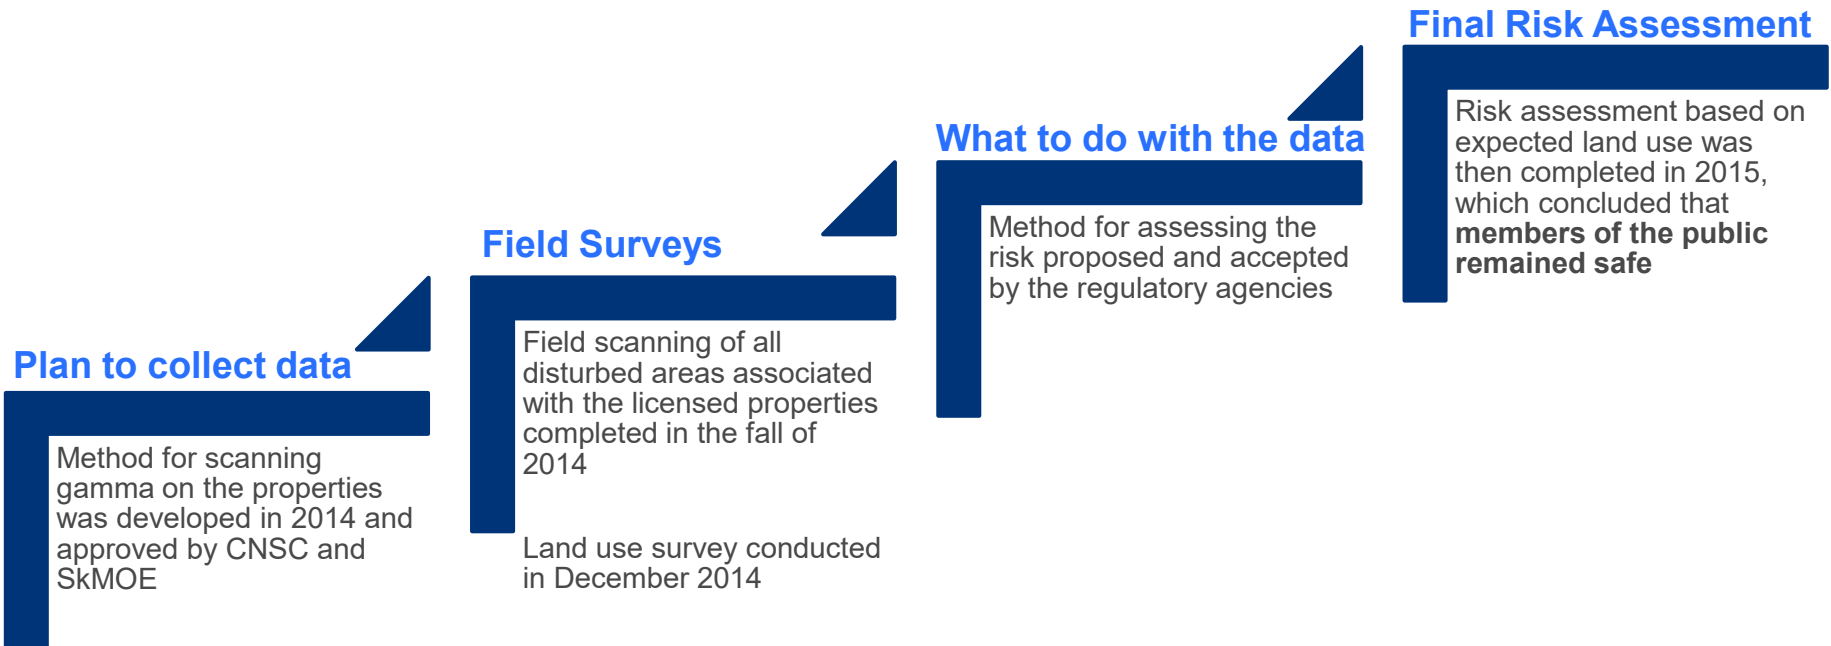 Plan to collect data
Method for scanning
gamma on the properties
was developed in 2014 and
approved by CNSC and
SkMOE
Field Surveys
Field scanning of all
disturbed areas associated
with the licensed properties
completed in the fall of
2014
Land use survey conducted
in December 2014
What to do with the data
Method for assessing the
risk proposed and accepted
by the regulatory agencies
Final Risk Assessment
Risk assessment based on
expected land use was
then completed in 2015,
which concluded that
members of the public
remained safe